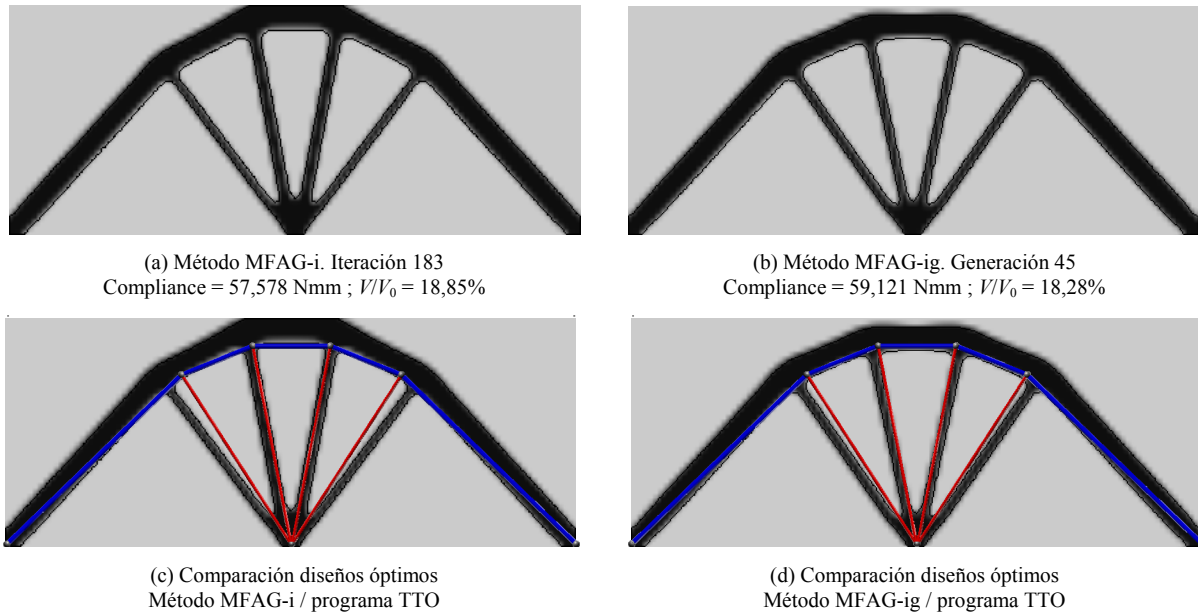 (a) Método MFAG-i. Iteración 183
Compliance = 57,578 Nmm ; V/V₀ = 18,85%
(b) Método MFAG-ig. Generación 45
Compliance = 59,121 Nmm ; V/V₀ = 18,28%
(c) Comparación diseños óptimos
Método MFAG-i / programa TTO
(d) Comparación diseños óptimos
Método MFAG-ig / programa TTO